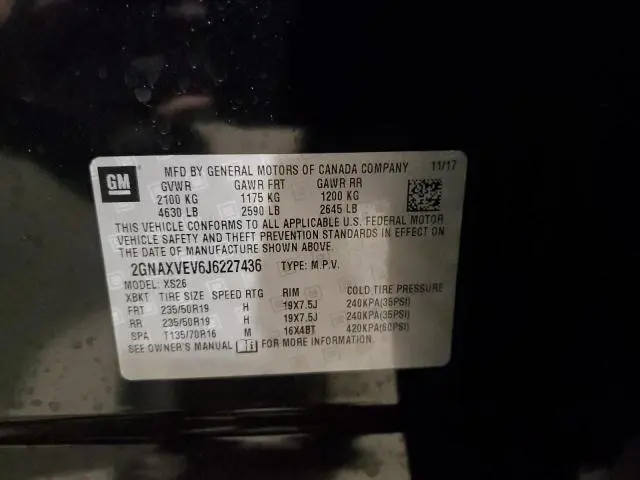 GM
MFD BY GENERAL MOTORS OF CANADA COMPANY 11/17
GVWR GAWR FRT GAWR RR
2100 KG 1175 KG 1200 KG
4630 LB 2590 LB 2645 LB
THIS VEHICLE CONFORMS TO ALL APPLICABLE U.S. FEDERAL MOTOR
VEHICLE SAFETY AND THEFT PREVENTION STANDARDS IN EFFECT ON
THE DATE OF MANUFACTURE SHOWN ABOVE.
2GNAXVEV6J6227436 TYPE: M.P.V.
MODEL: XS26
XBKT TIRE SIZE SPEED RTG RIM COLD TIRE PRESSURE
FRT 235/50R19 H 19X7.5J 240KPA(35PSI)
RR 235/50R19 H 19X7.5J 240KPA(35PSI)
SPA T135/70R16 M 16X4BT 420KPA(60PSI)
SEE OWNER'S MANUAL FOR MORE INFORMATION.